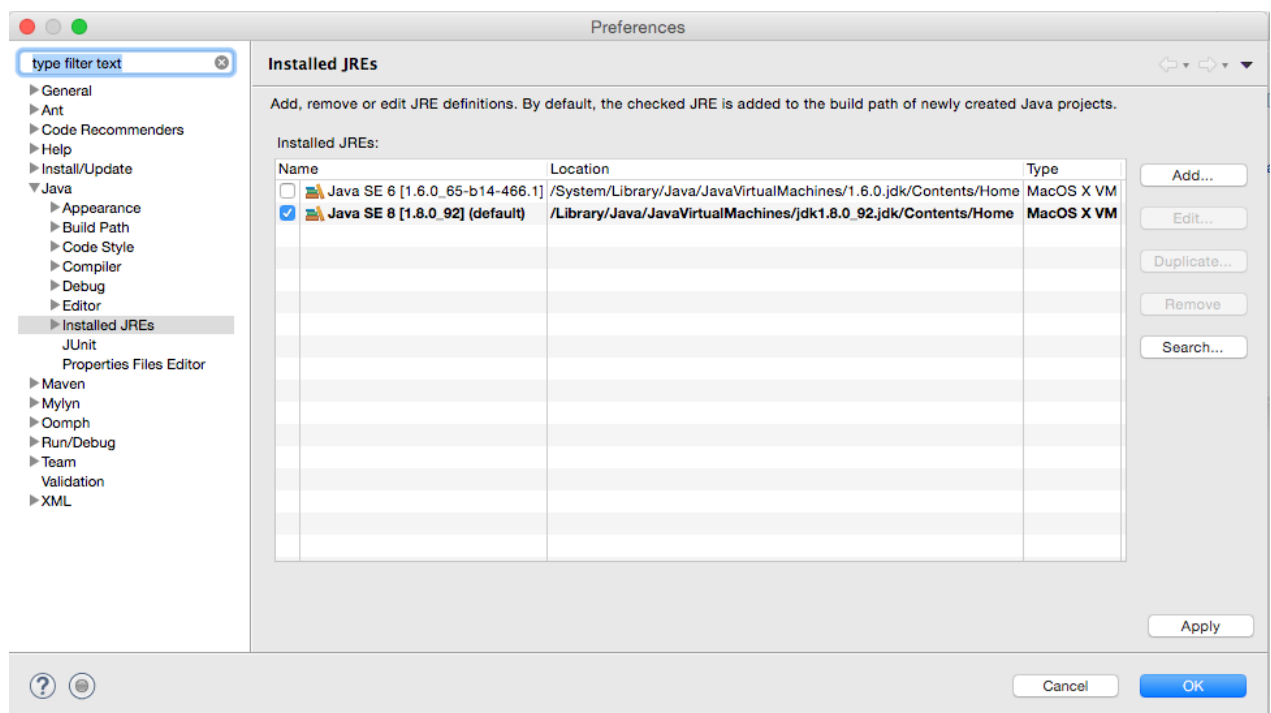 Preferences
type filter text
General
Ant
Code Recommenders
Help
Install/Update
Java
Appearance
Build Path
Code Style
Compiler
Debug
Editor
Installed JREs
JUnit
Properties Files Editor
Maven
Mylyn
Oomph
Run/Debug
Team
Validation
XML
Installed JREs
Add, remove or edit JRE definitions. By default, the checked JRE is added to the build path of newly created Java projects.
Installed JREs:
Name Location Type
Java SE 6 [1.6.0_65-b14-466.1] /System/Library/Java/JavaVirtualMachines/1.6.0.jdk/Contents/Home MacOS X VM
Java SE 8 [1.8.0_92] (default) /Library/Java/JavaVirtualMachines/jdk1.8.0_92.jdk/Contents/Home MacOS X VM
Add...
Edit...
Duplicate...
Remove
Search...
Apply
?
Cancel
OK